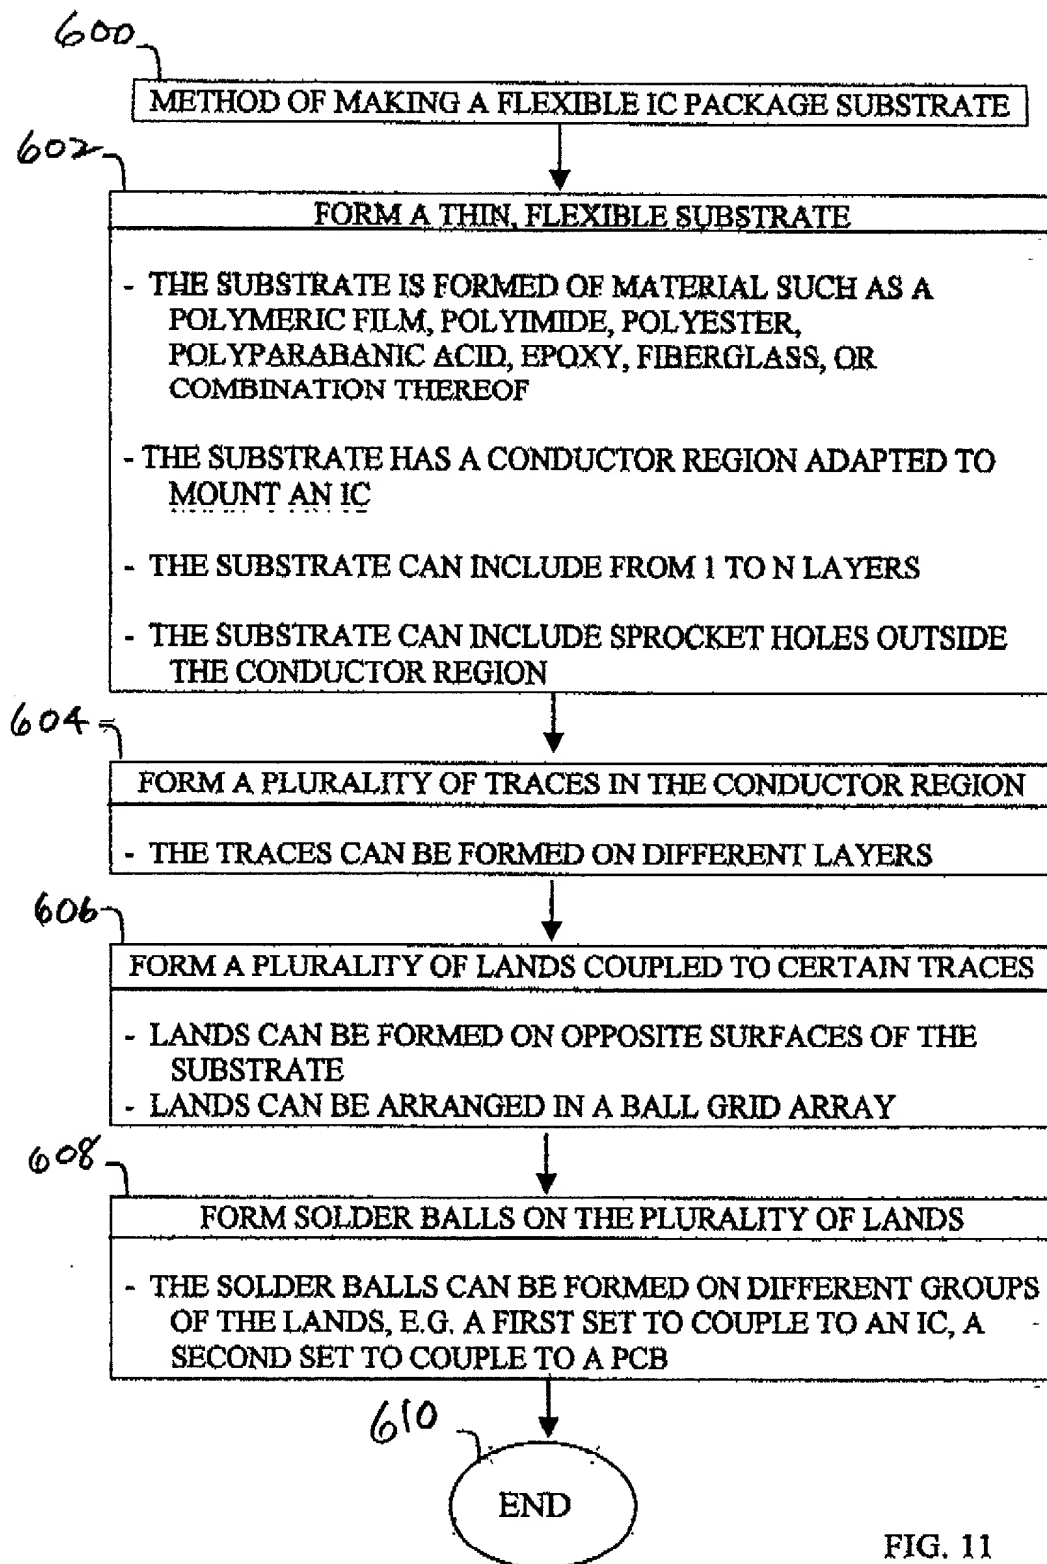 600
METHOD OF MAKING A FLEXIBLE IC PACKAGE SUBSTRATE
602
FORM A THIN, FLEXIBLE SUBSTRATE
- THE SUBSTRATE IS FORMED OF MATERIAL SUCH AS A
POLYMERIC FILM, POLYIMIDE, POLYESTER,
POLYPARABANIC ACID, EPOXY, FIBERGLASS, OR
COMBINATION THEREOF
- THE SUBSTRATE HAS A CONDUCTOR REGION ADAPTED TO
MOUNT AN IC
- THE SUBSTRATE CAN INCLUDE FROM 1 TO N LAYERS
- THE SUBSTRATE CAN INCLUDE SPROCKET HOLES OUTSIDE
THE CONDUCTOR REGION
604
FORM A PLURALITY OF TRACES IN THE CONDUCTOR REGION
- THE TRACES CAN BE FORMED ON DIFFERENT LAYERS
606
FORM A PLURALITY OF LANDS COUPLED TO CERTAIN TRACES
- LANDS CAN BE FORMED ON OPPOSITE SURFACES OF THE
SUBSTRATE
- LANDS CAN BE ARRANGED IN A BALL GRID ARRAY
608
FORM SOLDER BALLS ON THE PLURALITY OF LANDS
- THE SOLDER BALLS CAN BE FORMED ON DIFFERENT GROUPS
OF THE LANDS, E.G. A FIRST SET TO COUPLE TO AN IC, A
SECOND SET TO COUPLE TO A PCB
610
END
FIG. 11